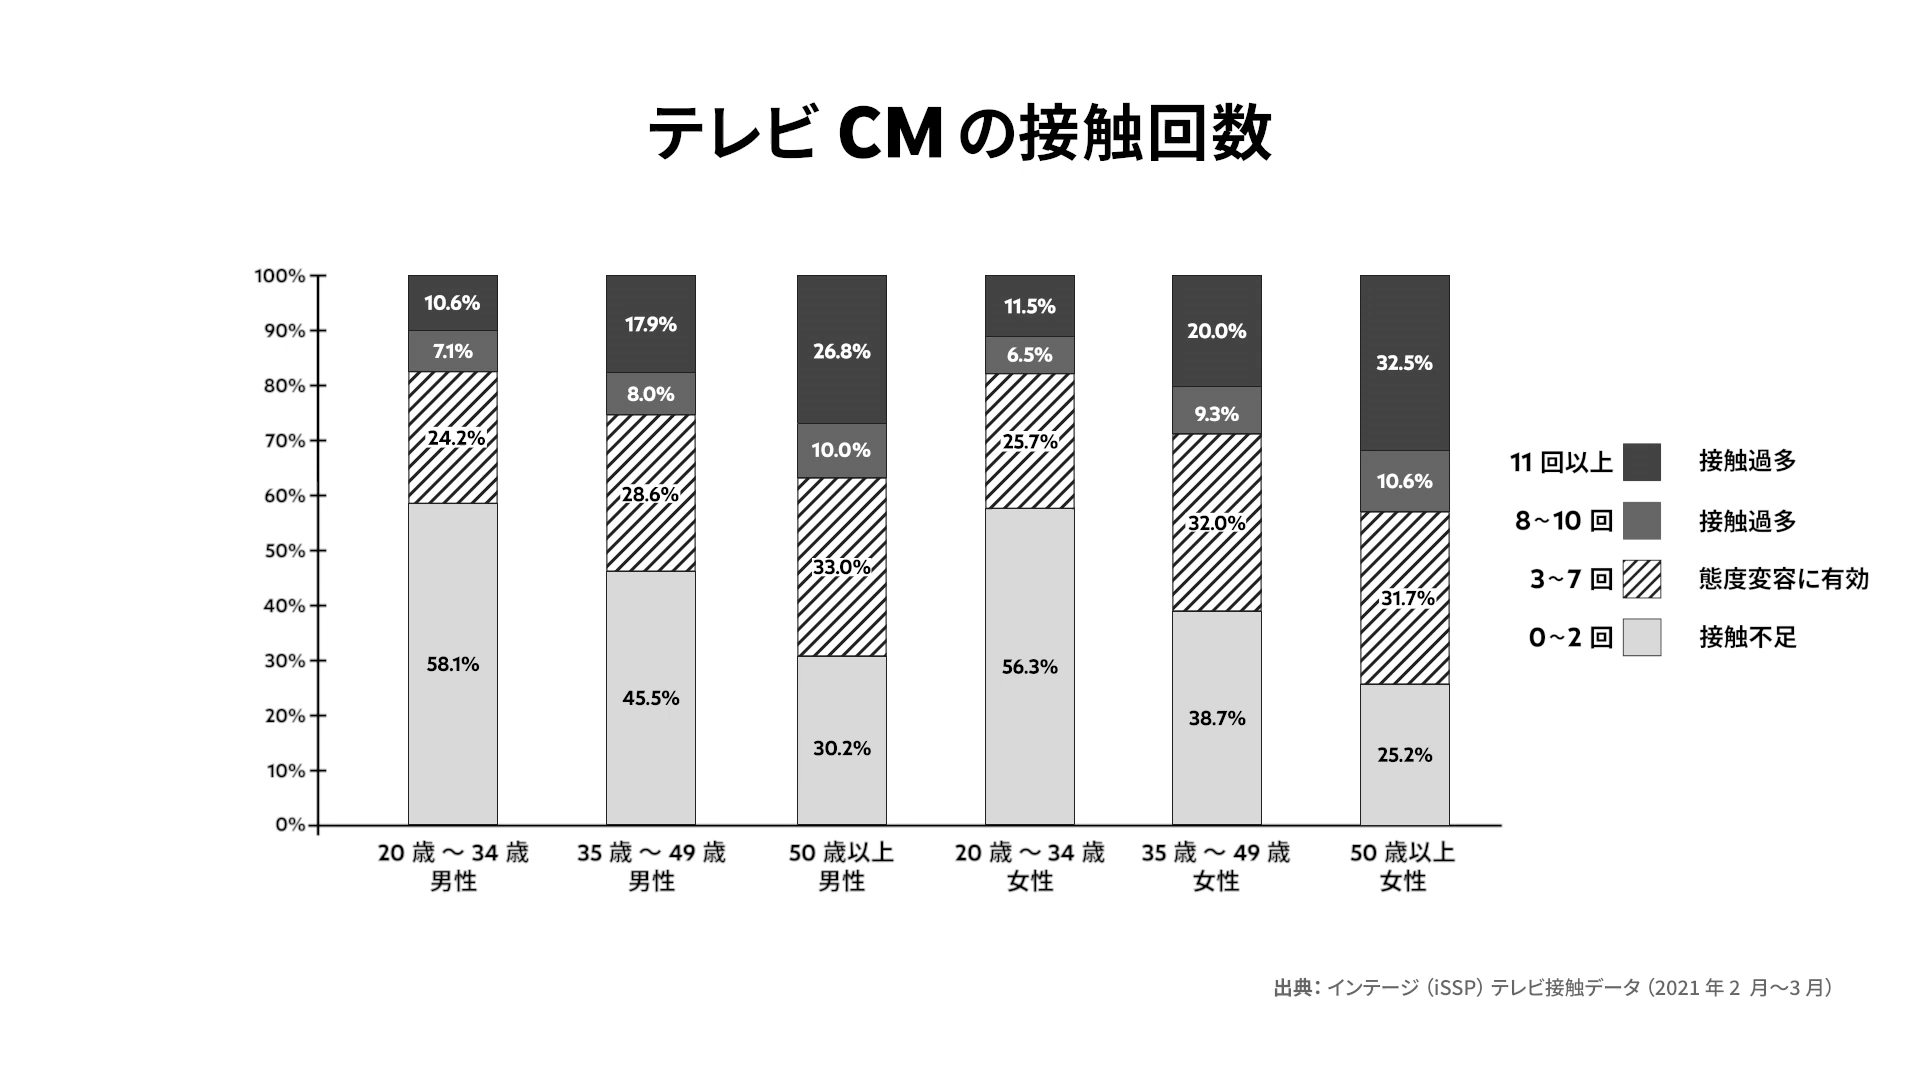 テレビ CM の接触回数
100%
90%
80%
70%
60%
50%
40%
30%
20%
10%
0%
10.6%
7.1%
24.2%
58.1%
17.9%
8.0%
28.6%
45.5%
26.8%
10.0%
33.0%
30.2%
11.5%
6.5%
25.7%
56.3%
20.0%
9.3%
32.0%
38.7%
32.5%
10.6%
31.7%
25.2%
20 歳 〜 34 歳
男性
35 歳 〜 49 歳
男性
50 歳以上
男性
20 歳 〜 34 歳
女性
35 歳 〜 49 歳
女性
50 歳以上
女性
11 回以上 接触過多
8~10 回 接触過多
3~7 回 態度変容に有効
0~2 回 接触不足
出典：インテージ（iSSP）テレビ接触データ（2021 年 2 月〜3 月）